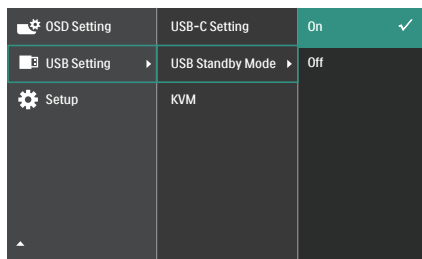 OSD Setting
USB-C Setting
On
USB Setting
USB Standby Mode
Off
Setup
KVM